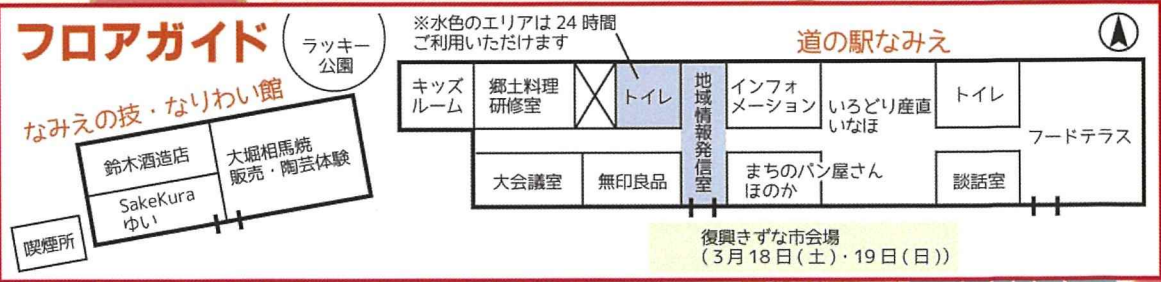 フロアガイド
ラッキー
公園
※水色のエリアは24時間
ご利用いただけます
道の駅なみえ
なみえの技・なりわい館
鈴木酒造店
SakeKura
ゆい
大堀相馬焼
販売・陶芸体験
喫煙所
キッズ
ルーム
郷土料理
研修室
トイレ
地域情報発信室
インフォ
メーション
いろどり産直
いなほ
トイレ
フードテラス
大会議室
無印良品
まちのパン屋さん
ほのか
談話室
復興きずな市会場
(3月18日(土)・19日(日))